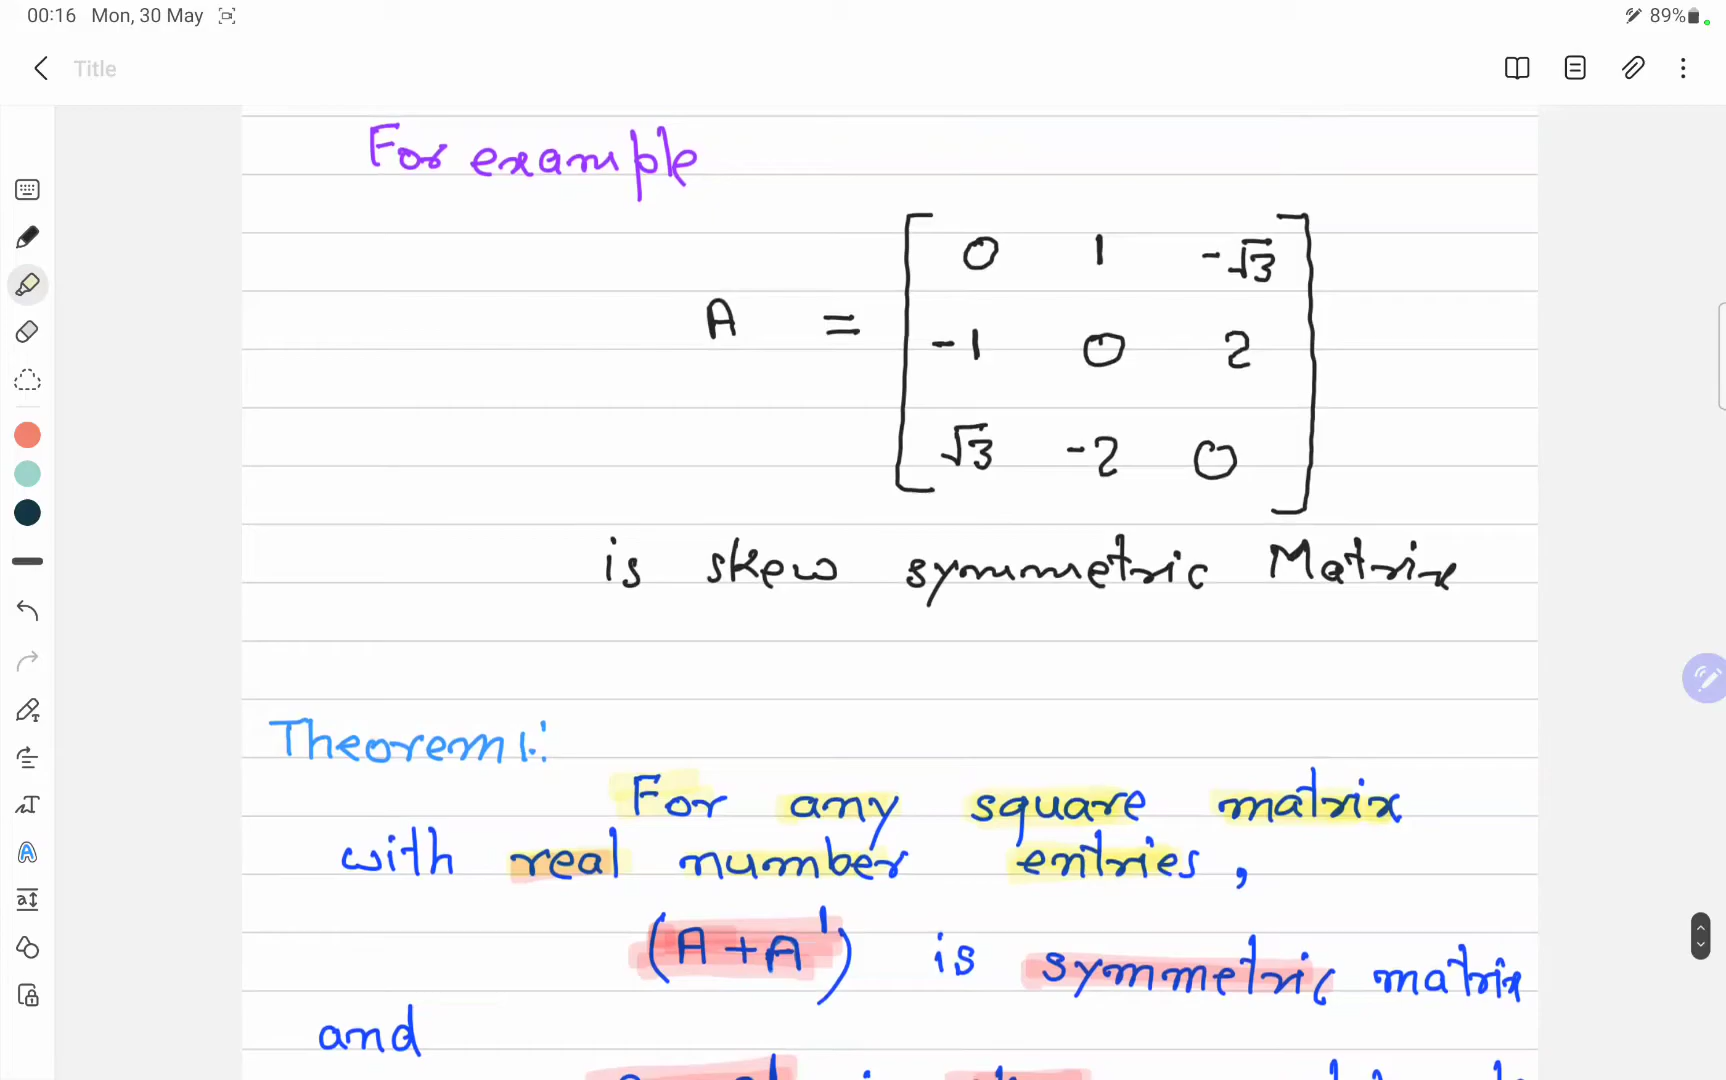 00:16 Mon, 30 May 89%
Title
For example
0 1 -√3
A = -1 0 2
√3 -2 0
is skew symmetric Matrix
Theorem 1:
For any square matrix
with real number entries,
(A+A') is symmetric matrix
and